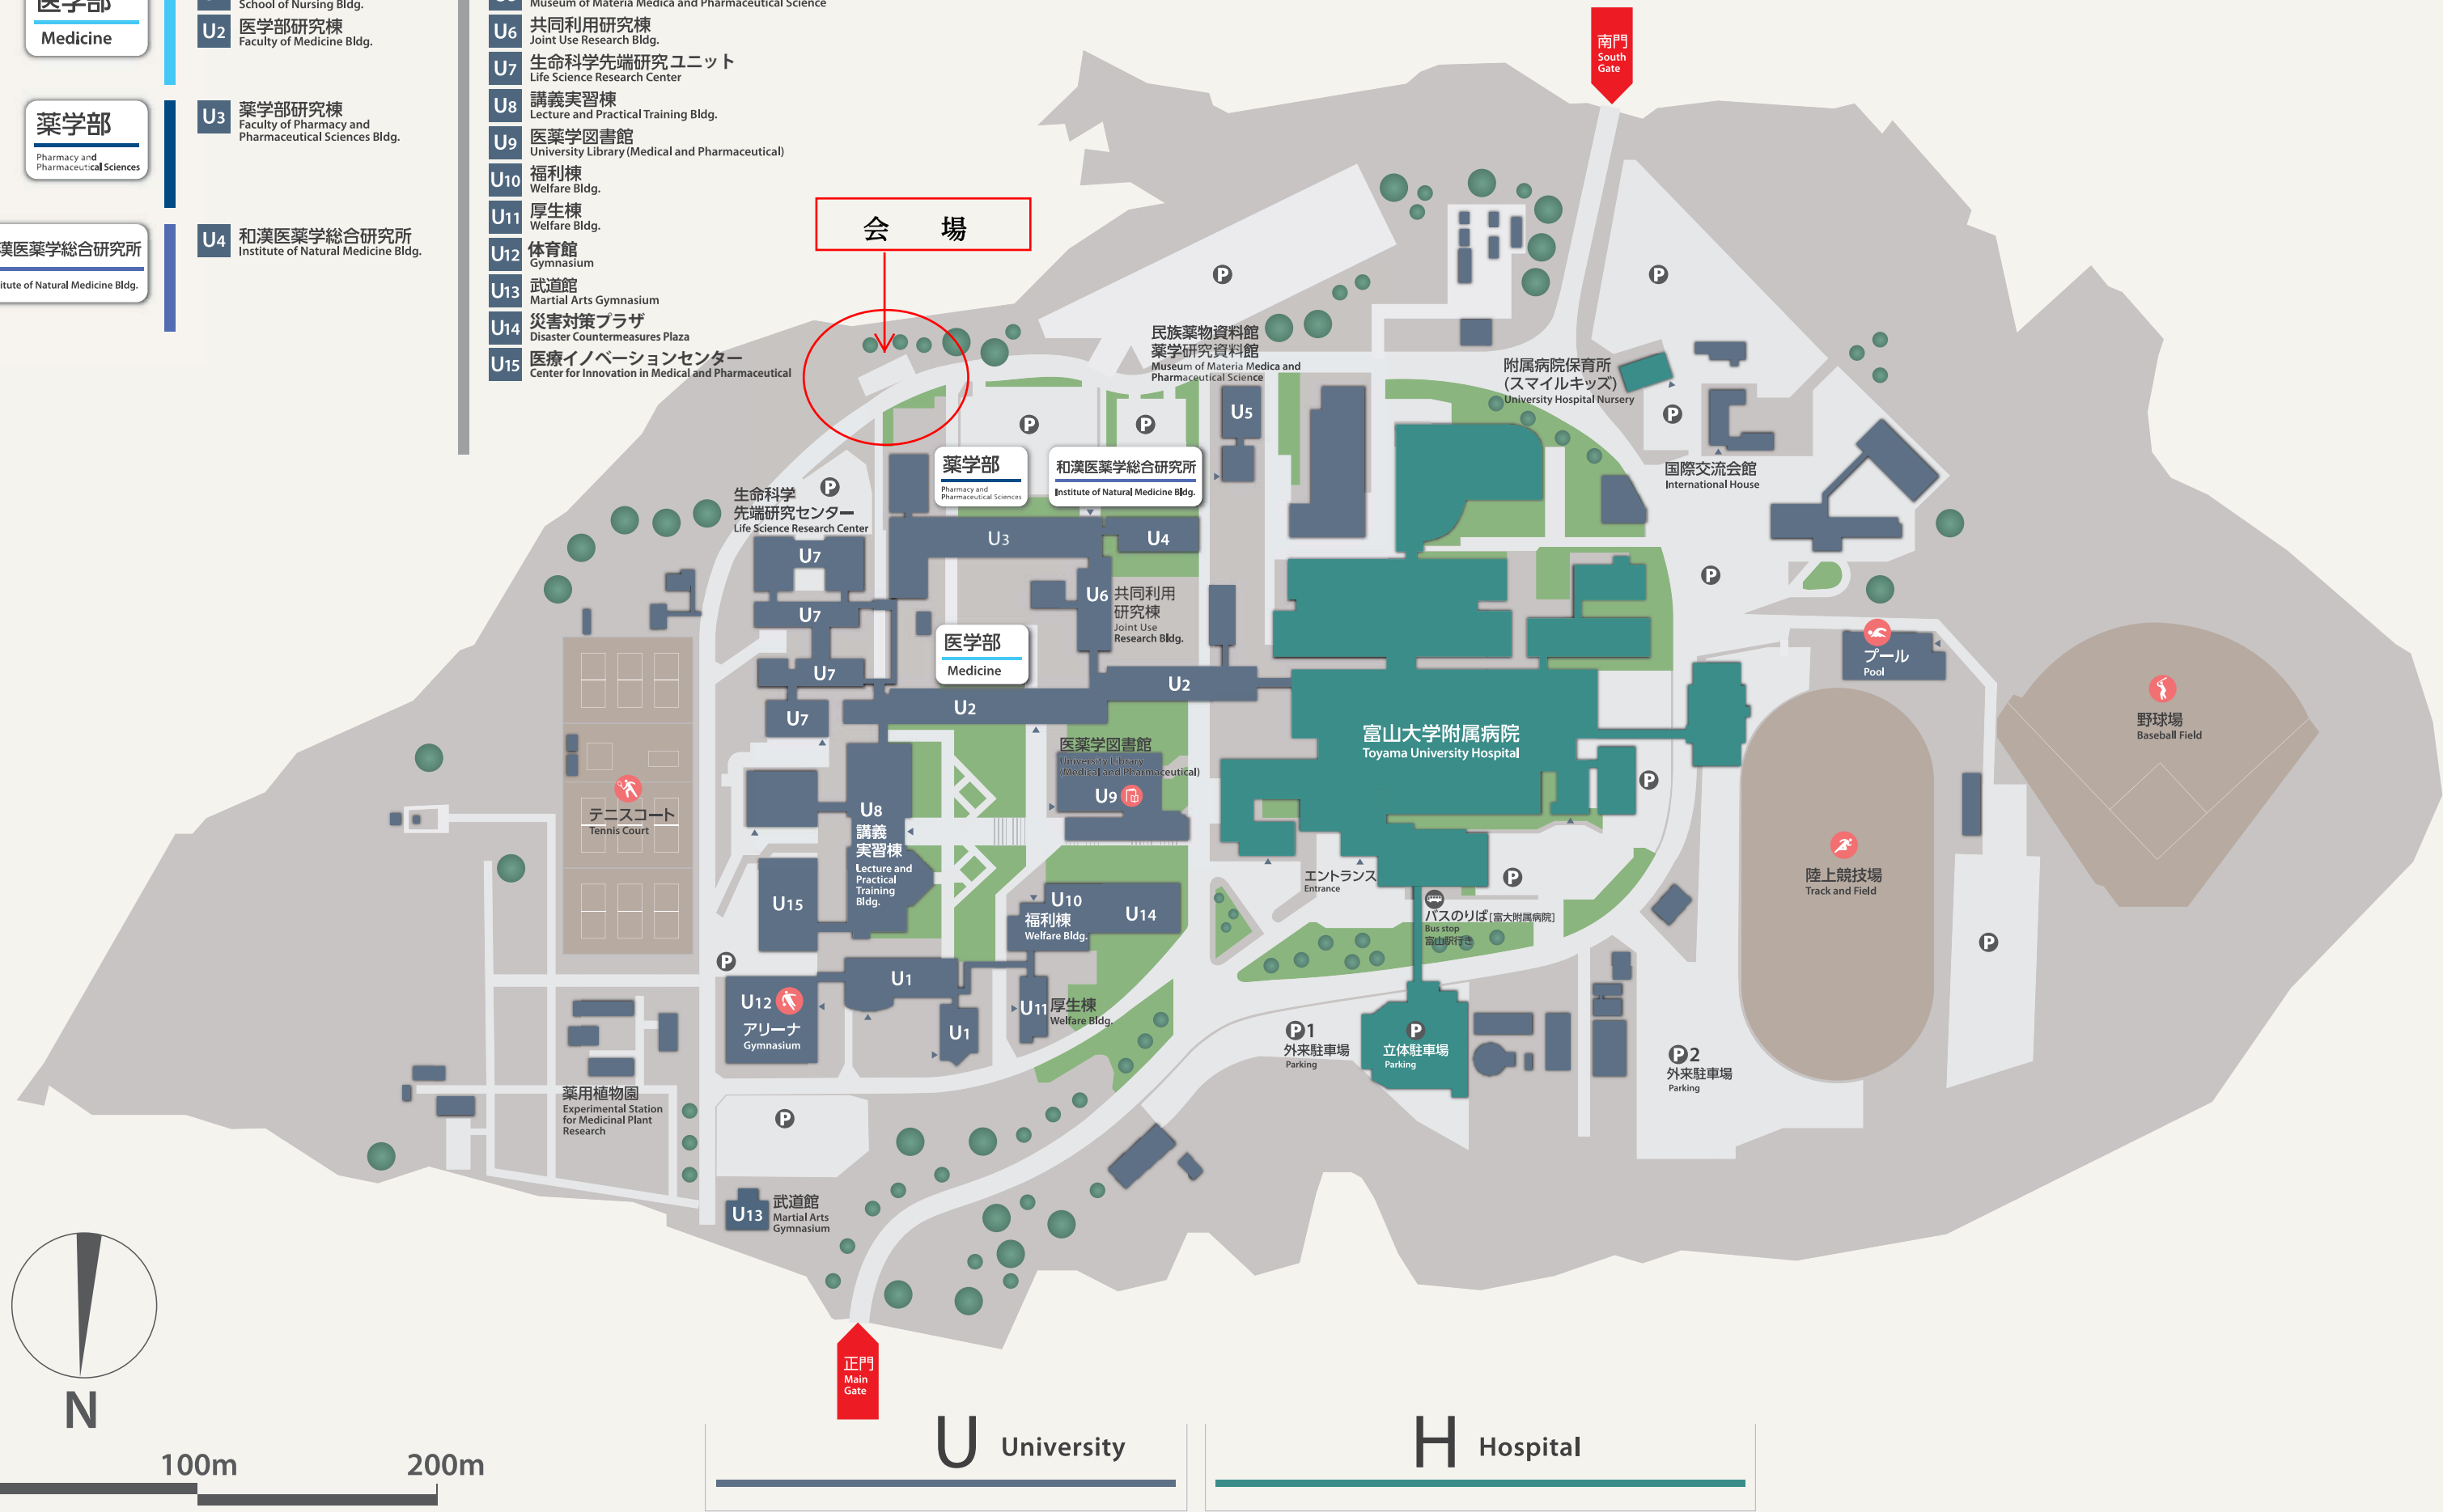 医学部
Medicine
School of Nursing Bldg.
U2 医学部研究棟
Faculty of Medicine Bldg.
薬学部
Pharmacy and
Pharmaceutical Sciences
U3 薬学部研究棟
Faculty of Pharmacy and
Pharmaceutical Sciences Bldg.
漢医薬学総合研究所
itute of Natural Medicine Bldg.
U4 和漢医薬学総合研究所
Institute of Natural Medicine Bldg.
Museum of Materia Medica and Pharmaceutical Science
U6 共同利用研究棟
Joint Use Research Bldg.
U7 生命科学先端研究ユニット
Life Science Research Center
U8 講義実習棟
Lecture and Practical Training Bldg.
U9 医薬学図書館
University Library (Medical and Pharmaceutical)
U10 福利棟
Welfare Bldg.
U11 厚生棟
Welfare Bldg.
U12 体育館
Gymnasium
U13 武道館
Martial Arts Gymnasium
U14 災害対策プラザ
Disaster Countermeasures Plaza
U15 医療イノベーションセンター
Center for Innovation in Medical and Pharmaceutical
会 場
南門
South
Gate
P
P
民族薬物資料館
薬学研究資料館
Museum of Materia Medica and
Pharmaceutical Science
附属病院保育所
(スマイルキッズ)
University Hospital Nursery
P
P
P
U5
薬学部
Pharmacy and
Pharmaceutical Sciences
和漢医薬学総合研究所
Institute of Natural Medicine Bldg.
国際交流会館
International House
生命科学
先端研究センター
Life Science Research Center
P
U3
U4
U7
U7
U7
U7
U6
共同利用
研究棟
Joint Use
Research Bldg.
P
医学部
Medicine
U2
U2
プール
Pool
野球場
Baseball Field
富山大学附属病院
Toyama University Hospital
医薬学図書館
University Library
(Medical and Pharmaceutical)
U9
P
テニスコート
Tennis Court
U8
講義
実習棟
Lecture and
Practical
Training
Bldg.
エントランス
Entrance
P
陸上競技場
Track and Field
U15
U10
福利棟
Welfare Bldg.
U14
バスのりば[富大附属病院]
Bus stop
富山駅行き
P
P
U1
U12
アリーナ
Gymnasium
U1
U11
厚生棟
Welfare Bldg.
P1
外来駐車場
Parking
P
立体駐車場
Parking
P2
外来駐車場
Parking
薬用植物園
Experimental Station
for Medicinal Plant
Research
P
U13
武道館
Martial Arts
Gymnasium
正門
Main
Gate
N
100m 200m
U University
H Hospital